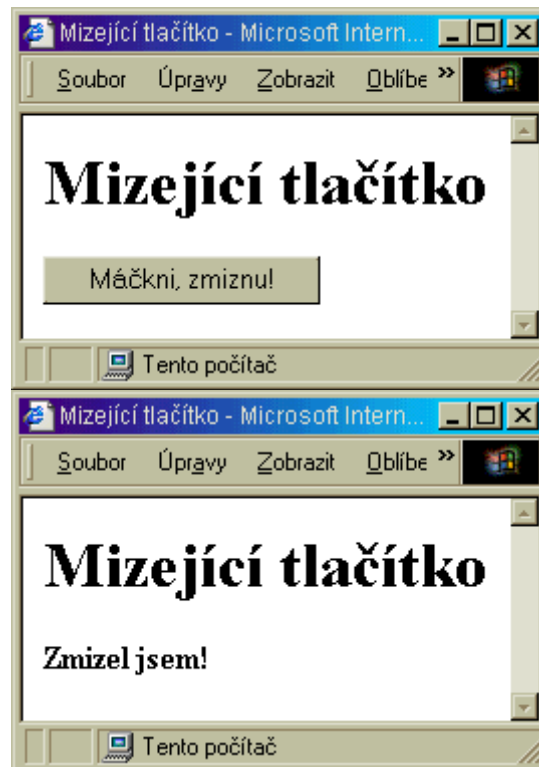 Mizející tlačítko - Microsoft Intern...
Soubor Úpravy Zobrazit Oblíbe »
Mizející tlačítko
Máčkni, zmiznu!
Tento počítač
Mizející tlačítko - Microsoft Intern...
Soubor Úpravy Zobrazit Oblíbe »
Mizející tlačítko
Zmizel jsem!
Tento počítač